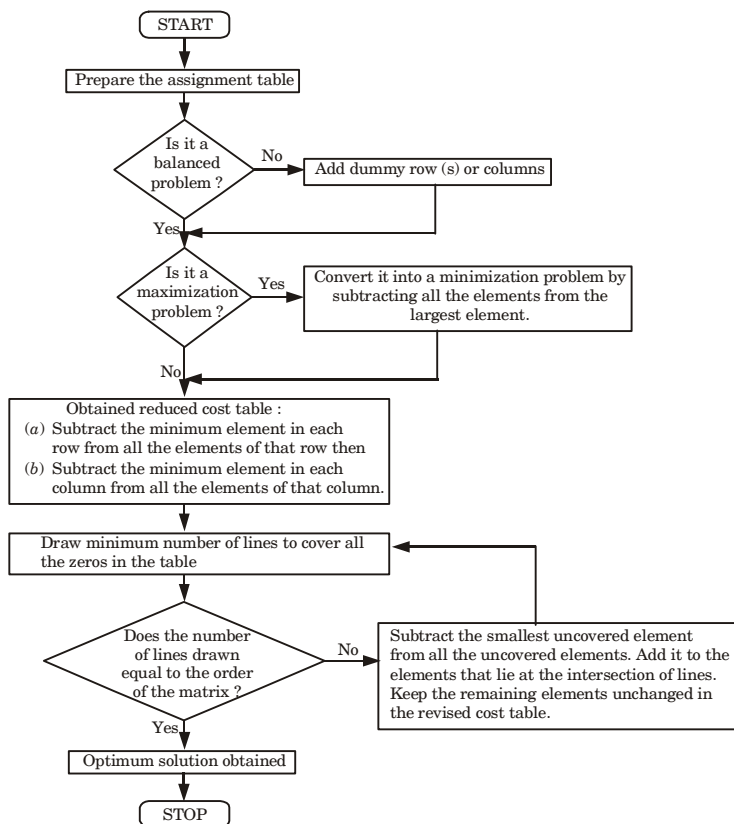 START
Prepare the assignment table
Is it a
balanced
problem ?
No
Add dummy row (s) or columns
Yes
Is it a
maximization
problem ?
Yes
Convert it into a minimization problem by
subtracting all the elements from the
largest element.
No
Obtained reduced cost table :
(a) Subtract the minimum element in each
row from all the elements of that row then
(b) Subtract the minimum element in each
column from all the elements of that column.
Draw minimum number of lines to cover all
the zeros in the table
Does the number
of lines drawn
equal to the order
of the matrix ?
No
Subtract the smallest uncovered element
from all the uncovered elements. Add it to the
elements that lie at the intersection of lines.
Keep the remaining elements unchanged in
the revised cost table.
Yes
Optimum solution obtained
STOP